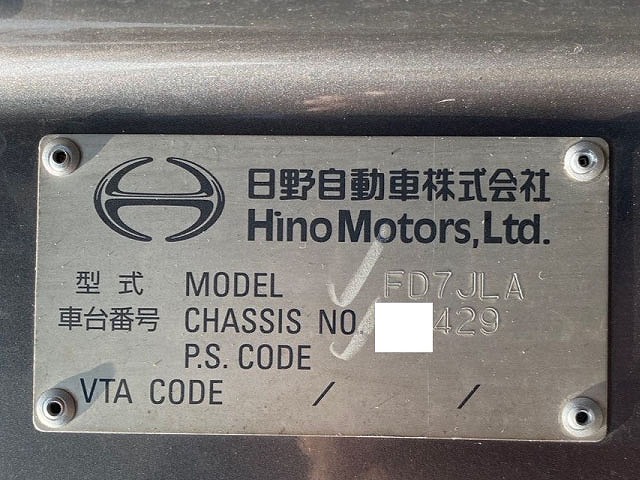 日野自動車株式会社
Hino Motors, Ltd.
型式 MODEL FD7JLA
車台番号 CHASSIS NO. 429
P.S. CODE
VTA CODE / /